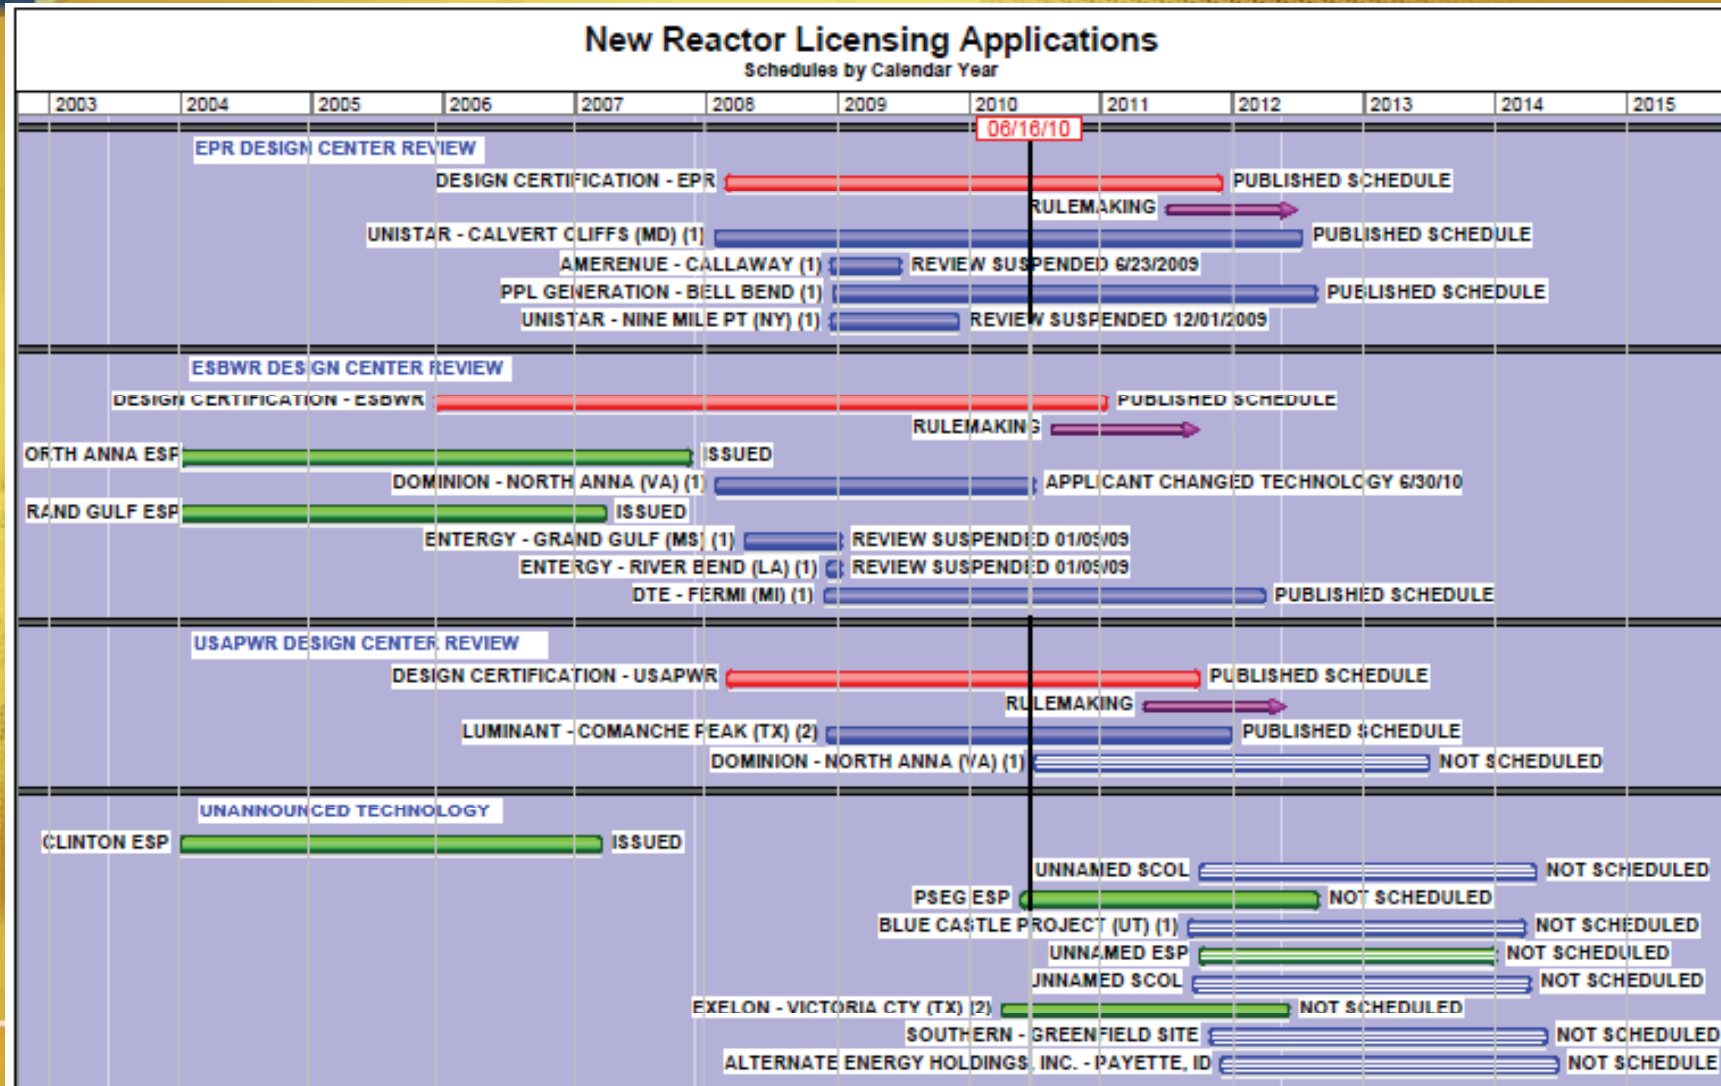 New Reactor Licensing Applications
Schedules by Calendar Year
2003 2004 2005 2006 2007 2008 2009 2010 2011 2012 2013 2014 2015
06/16/10
EPR DESIGN CENTER REVIEW
DESIGN CERTIFICATION - EPR PUBLISHED SCHEDULE
RULEMAKING
UNISTAR - CALVERT CLIFFS (MD) (1) PUBLISHED SCHEDULE
AMERENUE - CALLAWAY (1) REVIEW SUSPENDED 6/23/2009
PPL GENERATION - BELL BEND (1) PUBLISHED SCHEDULE
UNISTAR - NINE MILE PT (NY) (1) REVIEW SUSPENDED 12/01/2009
ESBWR DESIGN CENTER REVIEW
DESIGN CERTIFICATION - ESBWR PUBLISHED SCHEDULE
RULEMAKING
ORTH ANNA ESP ISSUED
DOMINION - NORTH ANNA (VA) (1) APPLICANT CHANGED TECHNOLOGY 6/30/10
RAND GULF ESP ISSUED
ENTERGY - GRAND GULF (MS) (1) REVIEW SUSPENDED 01/09/09
ENTERGY - RIVER BEND (LA) (1) REVIEW SUSPENDED 01/09/09
DTE - FERMI (MI) (1) PUBLISHED SCHEDULE
USAPWR DESIGN CENTER REVIEW
DESIGN CERTIFICATION - USAPWR PUBLISHED SCHEDULE
RULEMAKING
LUMINANT - COMANCHE PEAK (TX) (2) PUBLISHED SCHEDULE
DOMINION - NORTH ANNA (VA) (1) NOT SCHEDULED
UNANNOUNCED TECHNOLOGY
CLINTON ESP ISSUED
UNNAMED SCOL NOT SCHEDULED
PSEG ESP NOT SCHEDULED
BLUE CASTLE PROJECT (UT) (1) NOT SCHEDULED
UNNAMED ESP NOT SCHEDULED
UNNAMED SCOL NOT SCHEDULED
EXELON - VICTORIA CTY (TX) (2) NOT SCHEDULED
SOUTHERN - GREENFIELD SITE NOT SCHEDULED
ALTERNATE ENERGY HOLDINGS, INC. - PAYETTE, ID NOT SCHEDULE